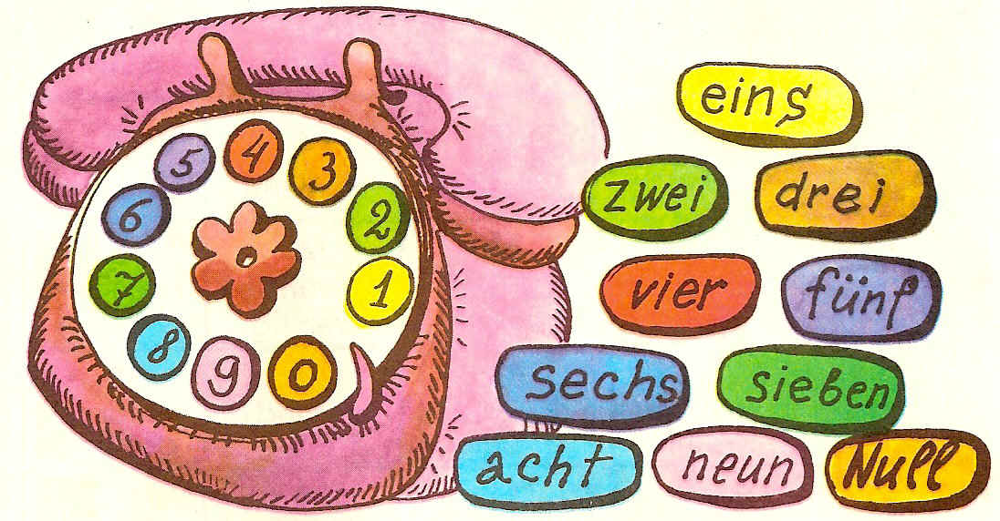 4
5
3
6
2
7
1
8
9
0
eins
zwei
drei
vier
fünf
sechs
sieben
acht
neun
Null